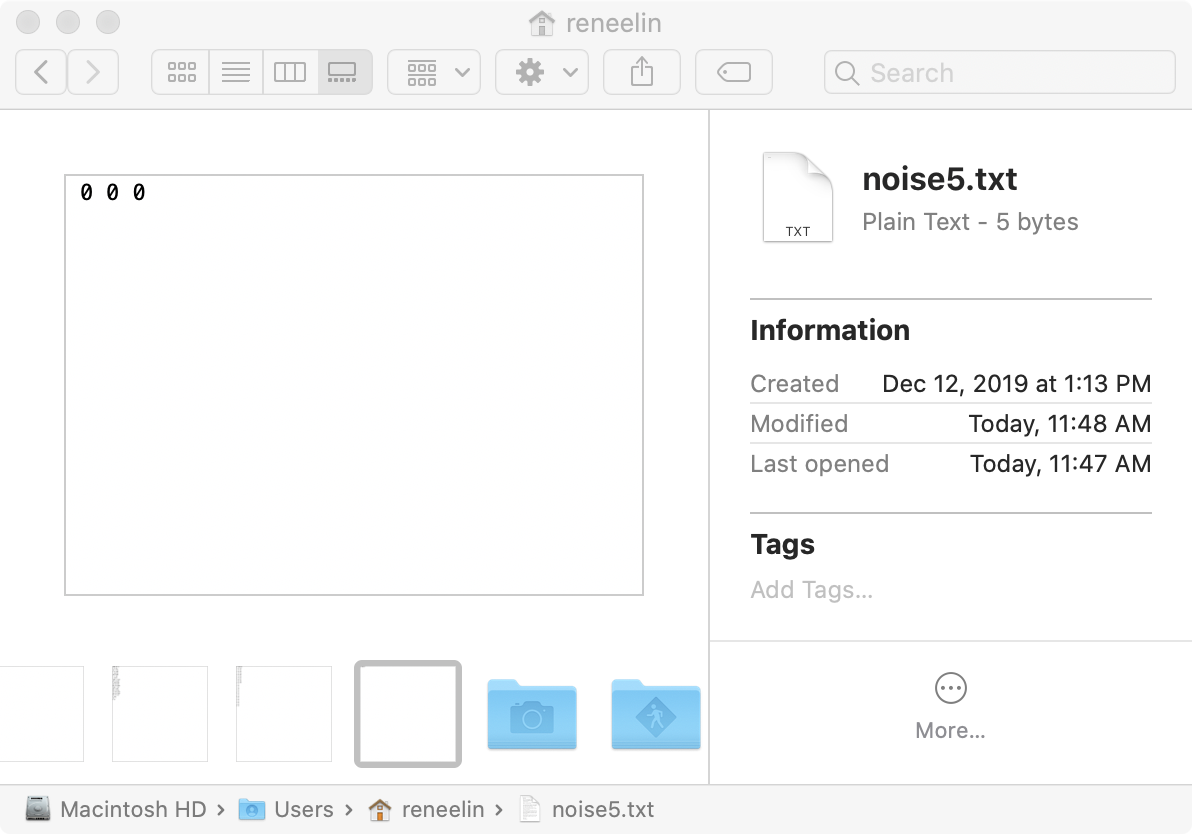 reneelin
Search
0 0 0
TXT
noise5.txt
Plain Text - 5 bytes
Information
Created Dec 12, 2019 at 1:13 PM
Modified Today, 11:48 AM
Last opened Today, 11:47 AM
Tags
Add Tags...
More...
Macintosh HD › Users › reneelin › noise5.txt